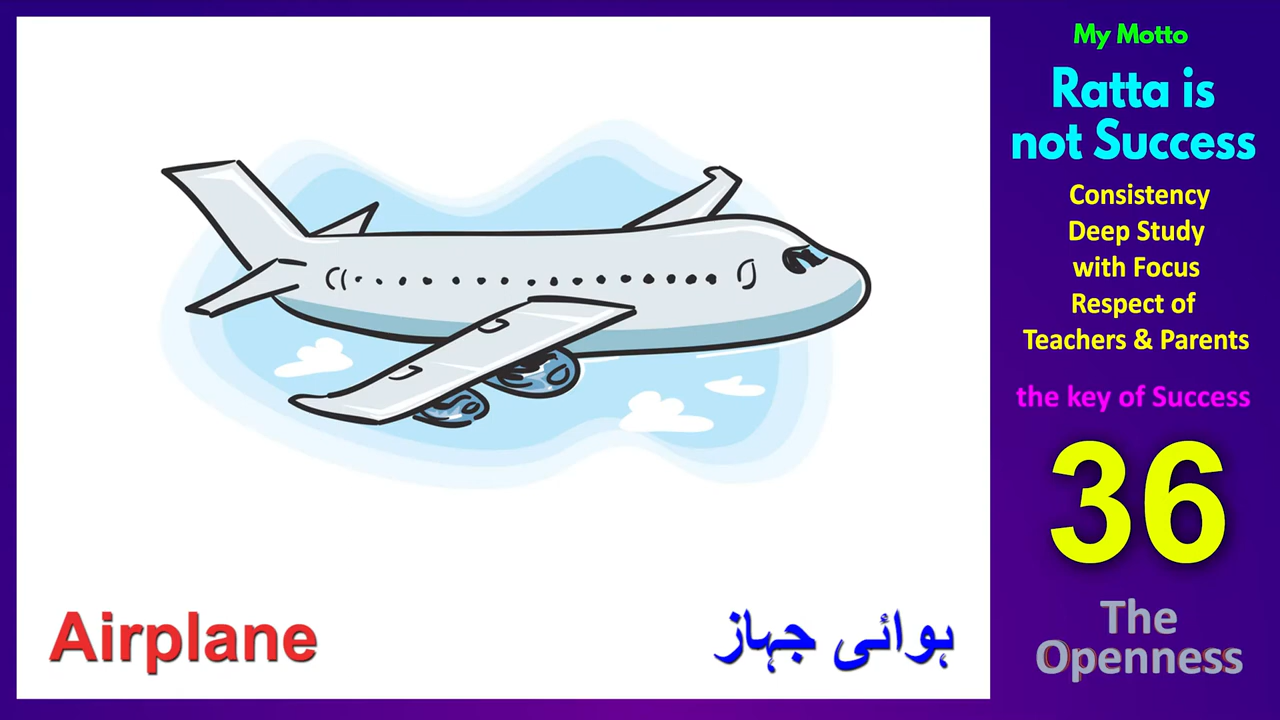 My Motto
Ratta is
not Success
Consistency
Deep Study
with Focus
Respect of
Teachers & Parents
the key of Success
36
The
Openness
Airplane
ہوائی جہاز